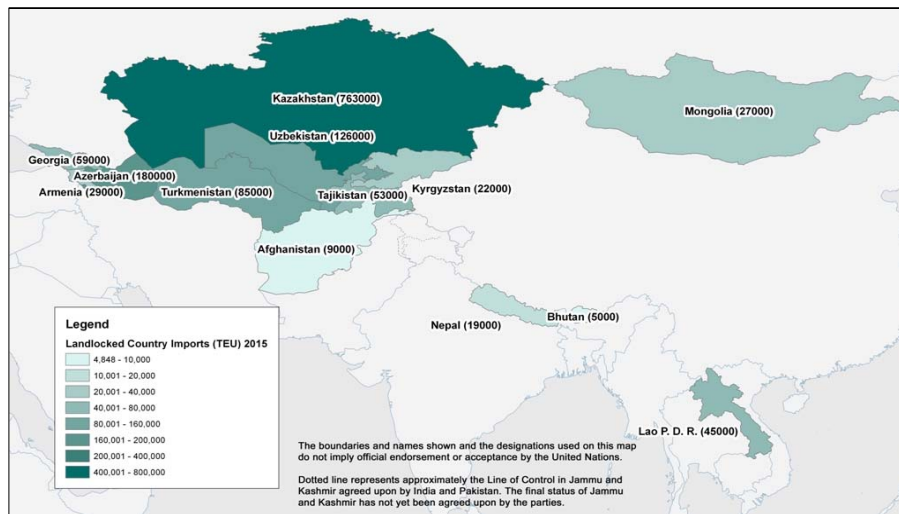 Kazakhstan (763000)
Mongolia (27000)
Uzbekistan (126000)
Georgia (59000)
Azerbaijan (180000)
Armenia (29000)
Turkmenistan (85000)
Tajikistan (53000)
Kyrgyzstan (22000)
Afghanistan (9000)
Nepal (19000)
Bhutan (5000)
Lao P. D. R. (45000)
Legend
Landlocked Country Imports (TEU) 2015
4,848 - 10,000
10,001 - 20,000
20,001 - 40,000
40,001 - 80,000
80,001 - 160,000
160,001 - 200,000
200,001 - 400,000
400,001 - 800,000
The boundaries and names shown and the designations used on this map
do not imply official endorsement or acceptance by the United Nations.
Dotted line represents approximately the Line of Control in Jammu and
Kashmir agreed upon by India and Pakistan. The final status of Jammu
and Kashmir has not yet been agreed upon by the parties.